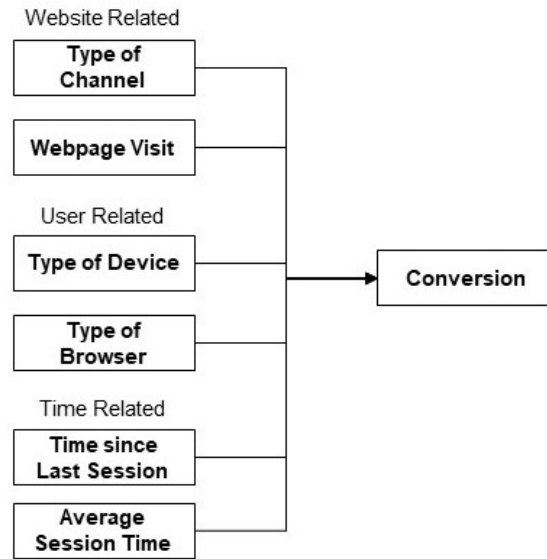 Website Related
Type of
Channel
Webpage Visit
User Related
Type of Device
Conversion
Type of
Browser
Time Related
Time since
Last Session
Average
Session Time